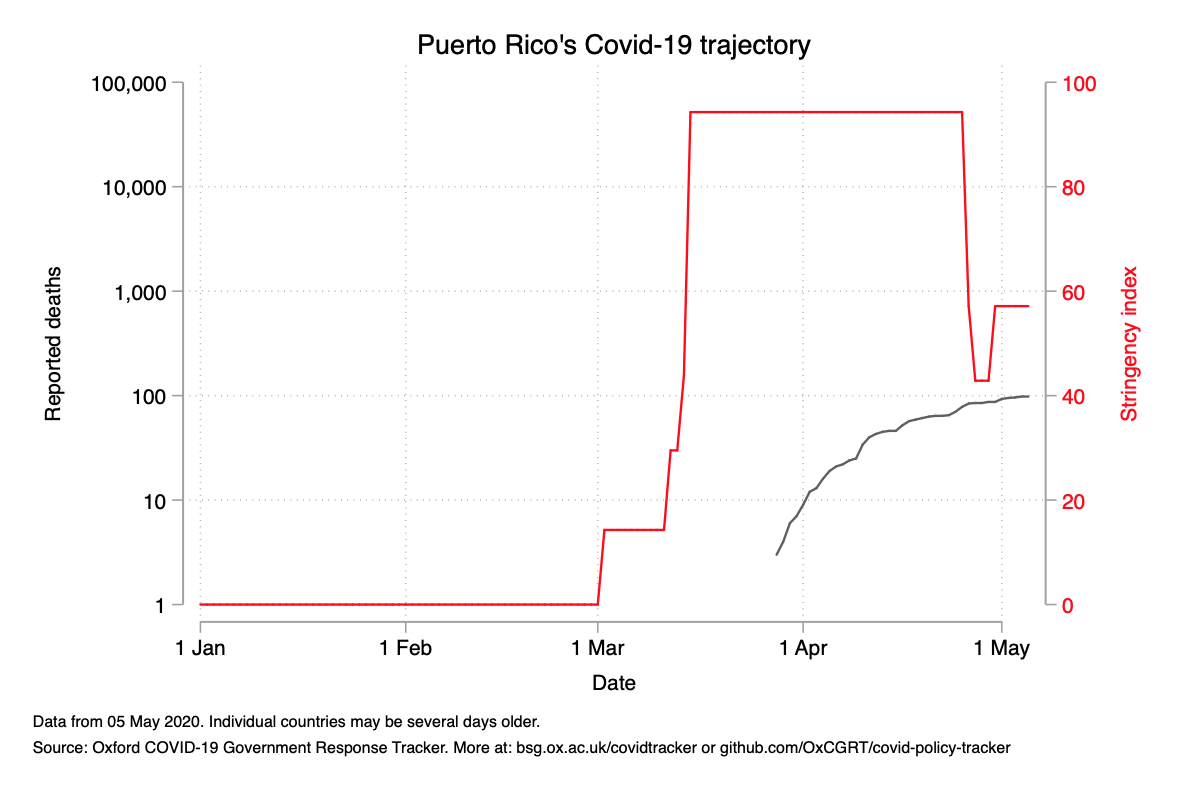 Puerto Rico's Covid-19 trajectory
100,000
10,000
1,000
100
10
1
Reported deaths
100
80
60
40
20
0
Stringency index
1 Jan
1 Feb
1 Mar
1 Apr
1 May
Date
Data from 05 May 2020. Individual countries may be several days older.
Source: Oxford COVID-19 Government Response Tracker. More at: bsg.ox.ac.uk/covidtracker or github.com/OxCGRT/covid-policy-tracker